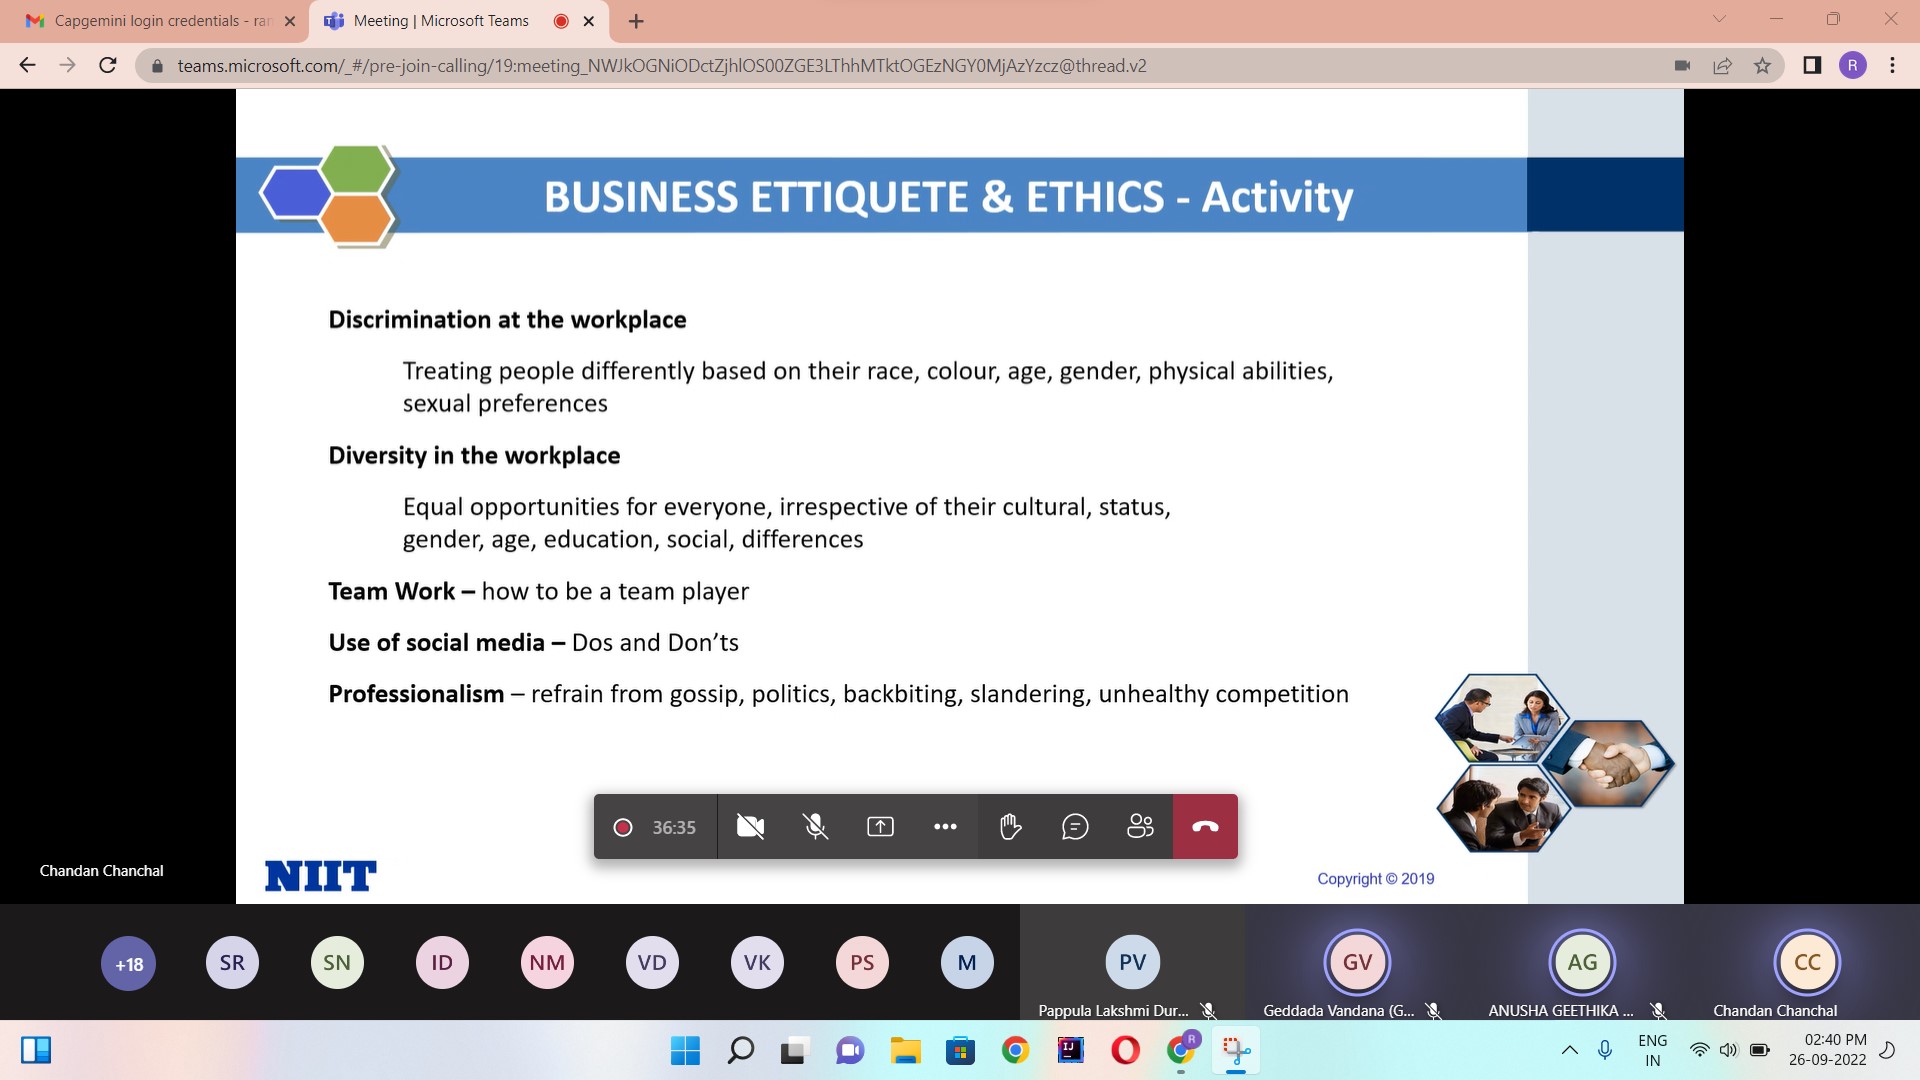 Capgemini login credentials - ran
Meeting | Microsoft Teams
teams.microsoft.com/_#/pre-join-calling/19:meeting_NWJkOGNiODctZjhlOS00ZGE3LThhMTktOGEzNGY0MjAzYzcz@thread.v2
R
BUSINESS ETTIQUETE & ETHICS - Activity
Discrimination at the workplace
Treating people differently based on their race, colour, age, gender, physical abilities,
sexual preferences
Diversity in the workplace
Equal opportunities for everyone, irrespective of their cultural, status,
gender, age, education, social, differences
Team Work – how to be a team player
Use of social media – Dos and Don’ts
Professionalism – refrain from gossip, politics, backbiting, slandering, unhealthy competition
36:35
Chandan Chanchal
NIIT
Copyright © 2019
+18 SR SN ID NM VD VK PS M PV GV AG CC
Pappula Lakshmi Dur... Geddada Vandana (G... ANUSHA GEETHIKA ... Chandan Chanchal
IJ
R
ENG
IN
02:40 PM
26-09-2022